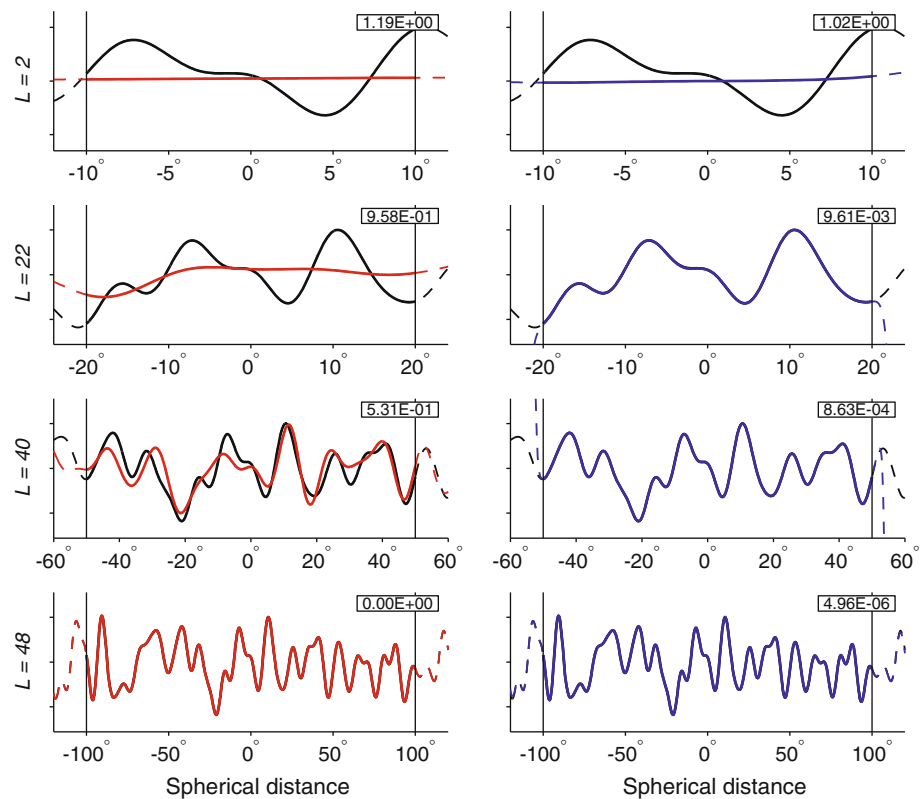 1.19E+00 1.02E+00
L = 2
-10° -5° 0° 5° 10° -10° -5° 0° 5° 10°
9.58E-01 9.61E-03
L = 22
-20° -10° 0° 10° 20° -20° -10° 0° 10° 20°
5.31E-01 8.63E-04
L = 40
-60° -40° -20° 0° 20° 40° 60° -60° -40° -20° 0° 20° 40° 60°
0.00E+00 4.96E-06
L = 48
-100° -50° 0° 50° 100° -100° -50° 0° 50° 100°
Spherical distance Spherical distance